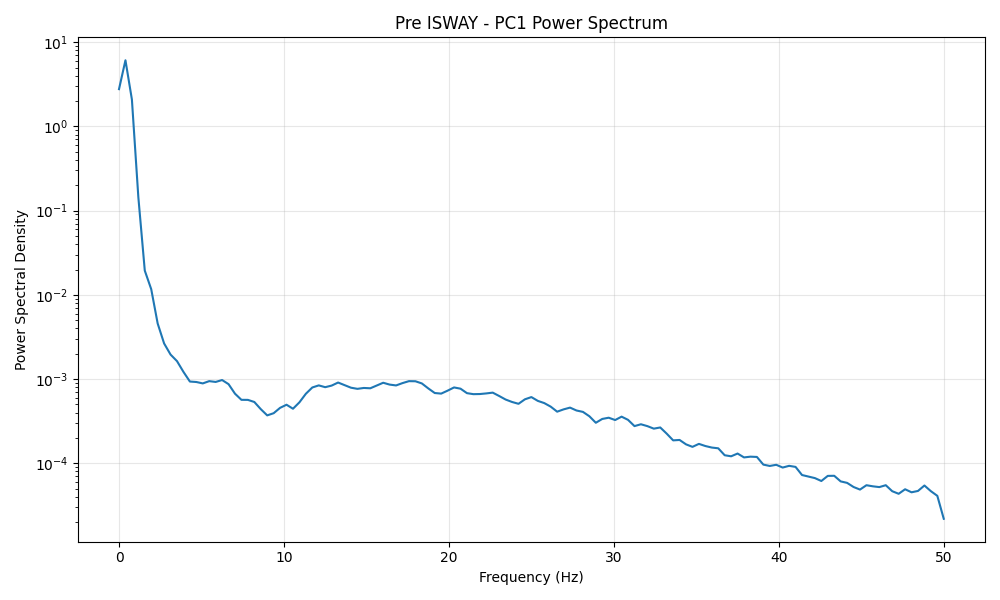 Pre ISWAY - PC1 Power Spectrum
Power Spectral Density
10¹
10⁰
10⁻¹
10⁻²
10⁻³
10⁻⁴
0 10 20 30 40 50
Frequency (Hz)